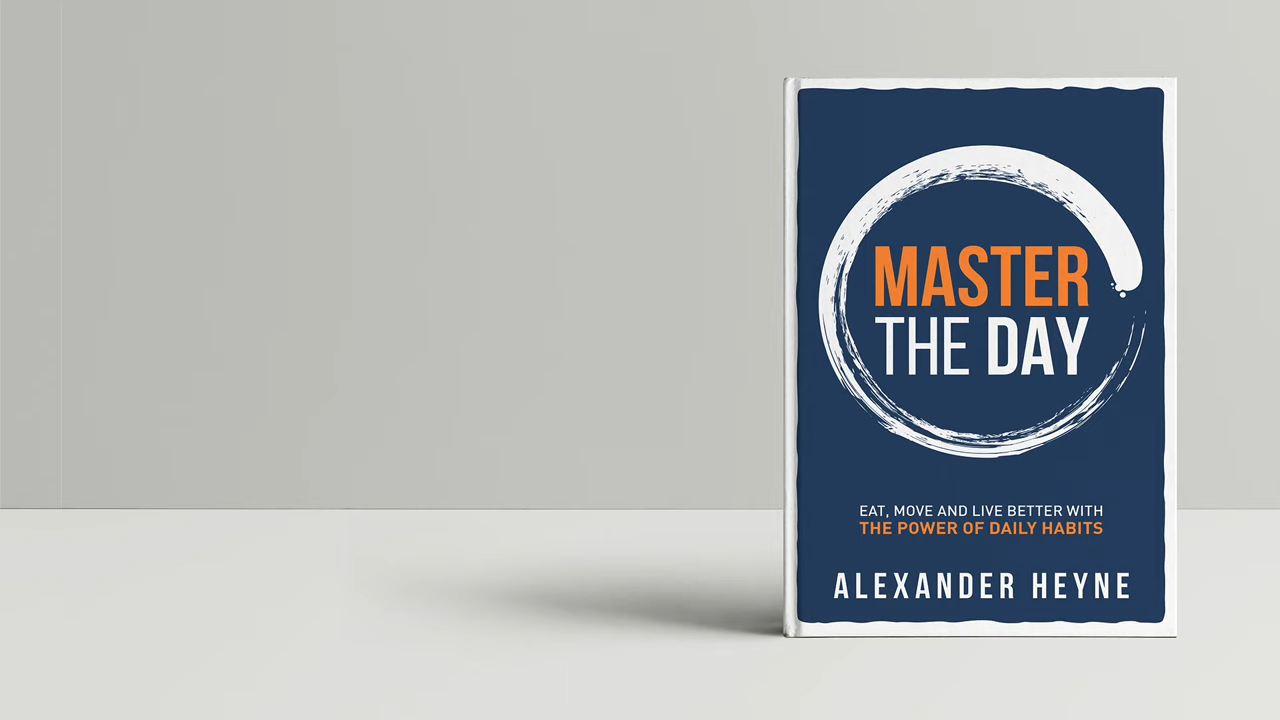 MASTER
THE DAY
EAT, MOVE AND LIVE BETTER WITH
THE POWER OF DAILY HABITS
ALEXANDER HEYNE